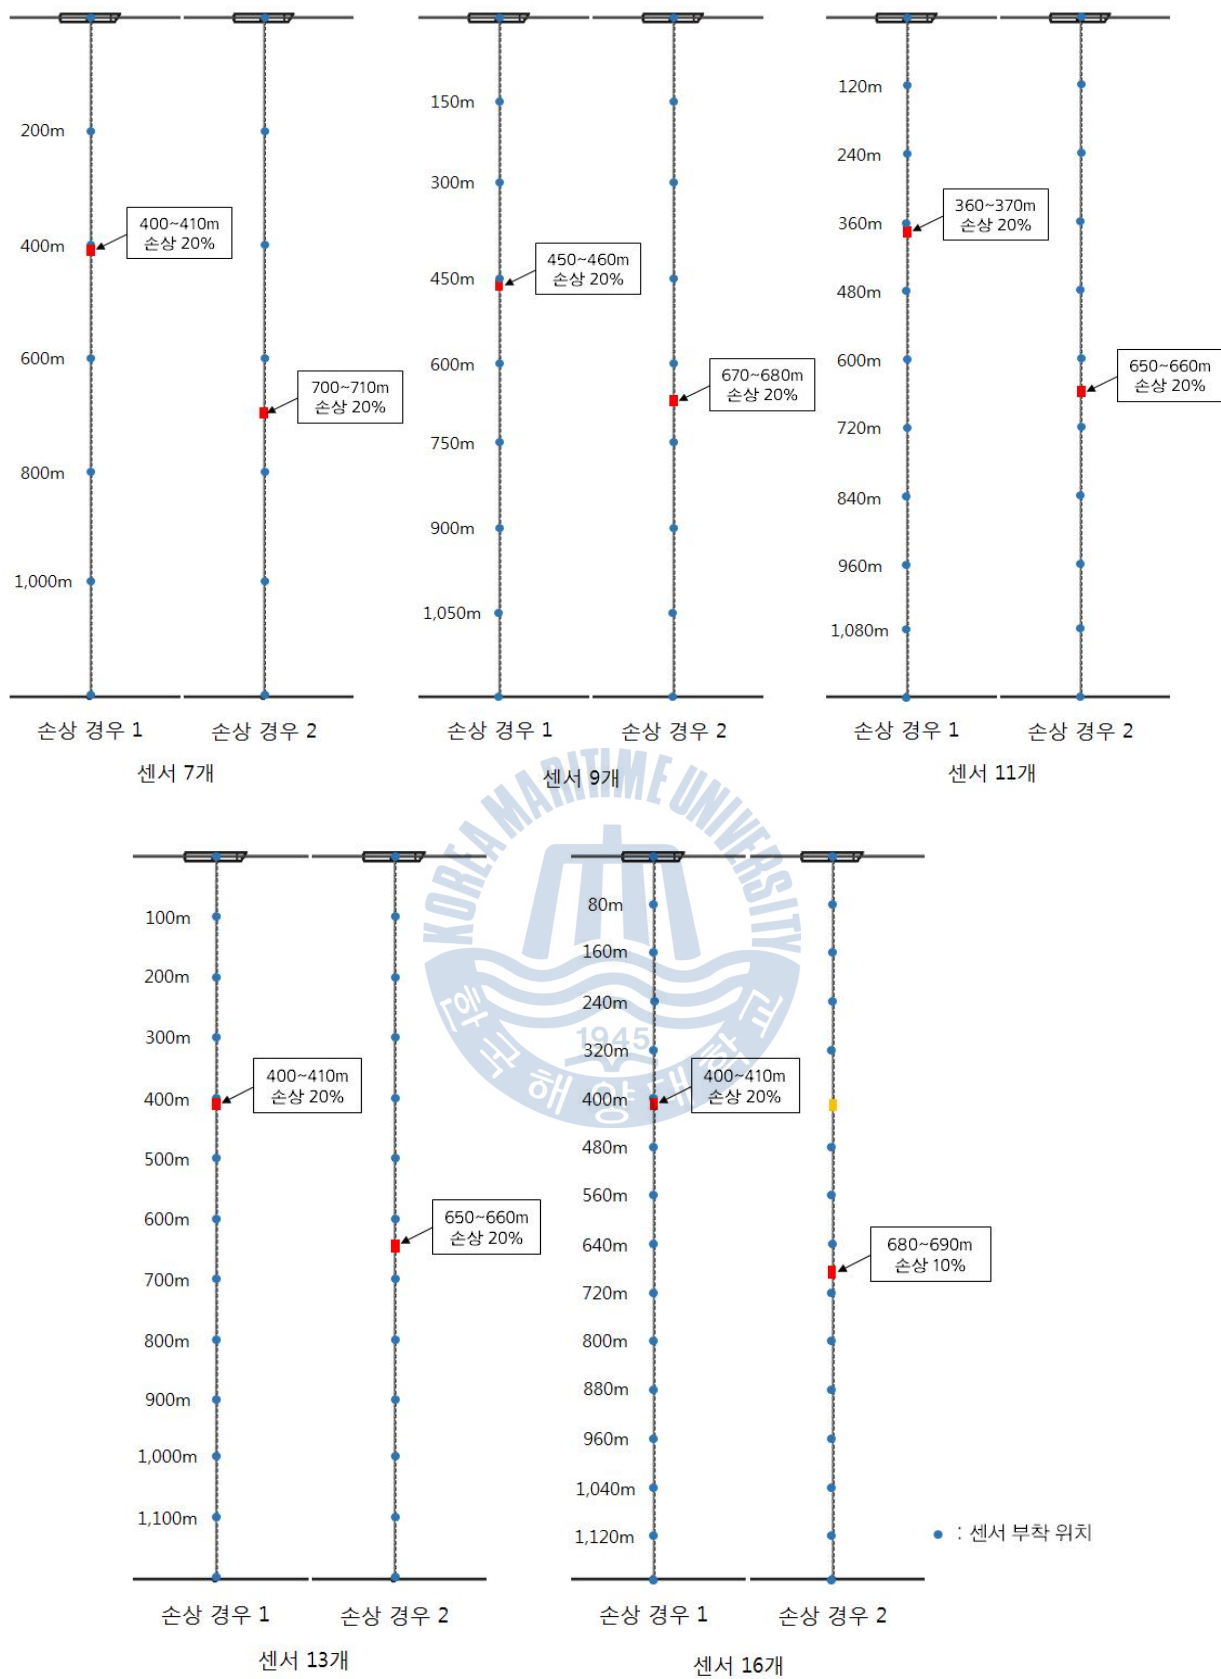 200m
400m
600m
800m
1,000m
400~410m
손상 20%
700~710m
손상 20%
손상 경우 1
손상 경우 2
센서 7개
150m
300m
450m
600m
750m
900m
1,050m
450~460m
손상 20%
670~680m
손상 20%
손상 경우 1
손상 경우 2
센서 9개
120m
240m
360m
480m
600m
720m
840m
960m
1,080m
360~370m
손상 20%
650~660m
손상 20%
손상 경우 1
손상 경우 2
센서 11개
KOREA MARITIME UNIVERSITY
1945
한국해양대학교
100m
200m
300m
400m
500m
600m
700m
800m
900m
1,000m
1,100m
400~410m
손상 20%
650~660m
손상 20%
손상 경우 1
손상 경우 2
센서 13개
80m
160m
240m
320m
400m
480m
560m
640m
720m
800m
880m
960m
1,040m
1,120m
400~410m
손상 20%
680~690m
손상 10%
손상 경우 1
손상 경우 2
센서 16개
: 센서 부착 위치